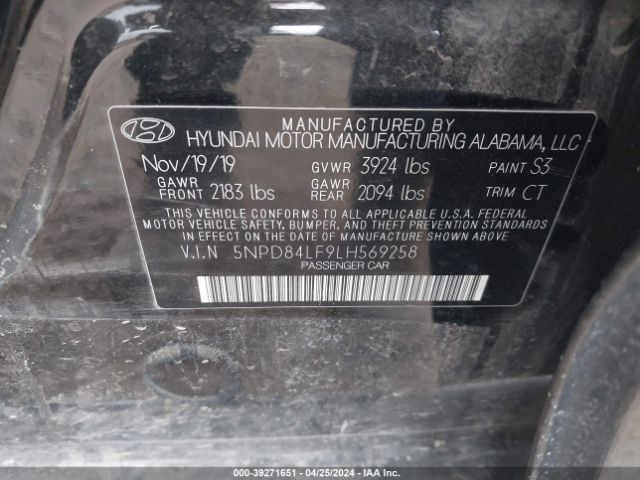 MANUFACTURED BY
HYUNDAI MOTOR MANUFACTURING ALABAMA, LLC
Nov/19/19 GVWR 3924 lbs PAINT S3
GAWR FRONT 2183 lbs GAWR REAR 2094 lbs TRIM CT
THIS VEHICLE CONFORMS TO ALL APPLICABLE U.S.A. FEDERAL
MOTOR VEHICLE SAFETY, BUMPER, AND THEFT PREVENTION
STANDARDS IN EFFECT ON THE DATE OF MANUFACTURE SHOWN ABOVE.
V.I.N 5NPD84LF9LH569258
PASSENGER CAR
000-39271651 | 04/25/2024 - IAA Inc.